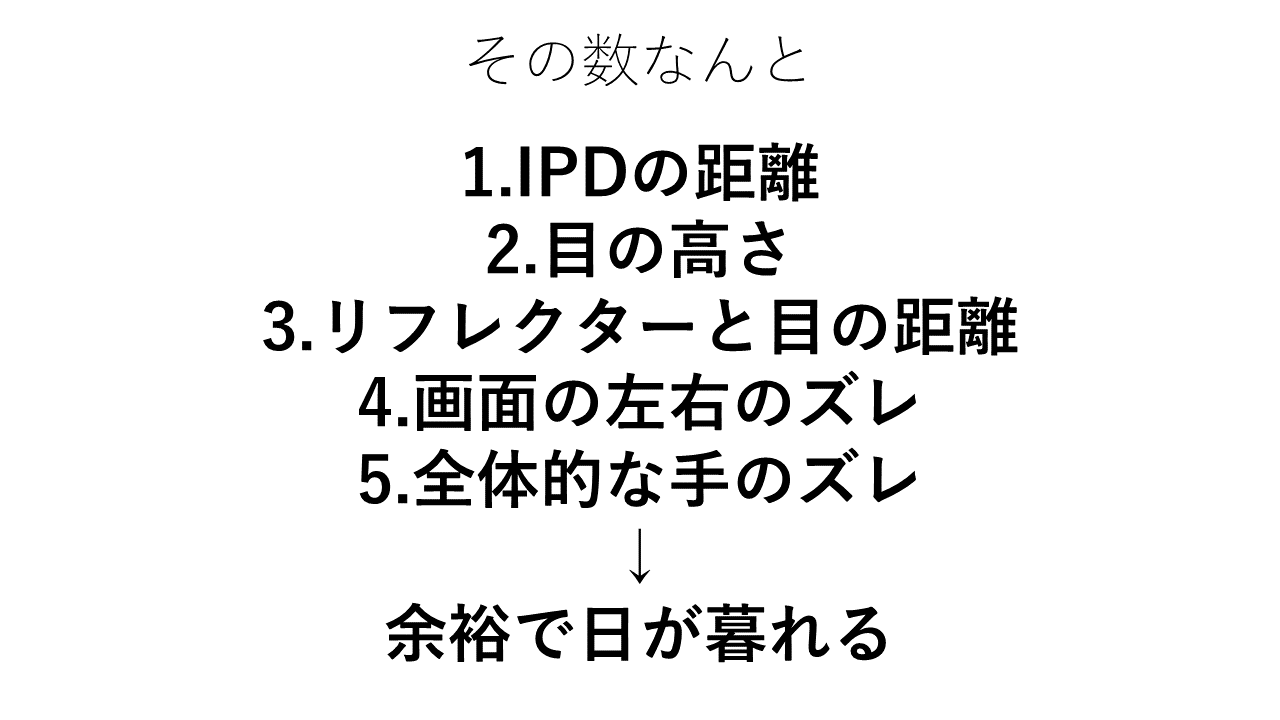 その数なんと
1.IPDの距離
2.目の高さ
3.リフレクターと目の距離
4.画面の左右のズレ
5.全体的な手のズレ
↓
余裕で日が暮れる